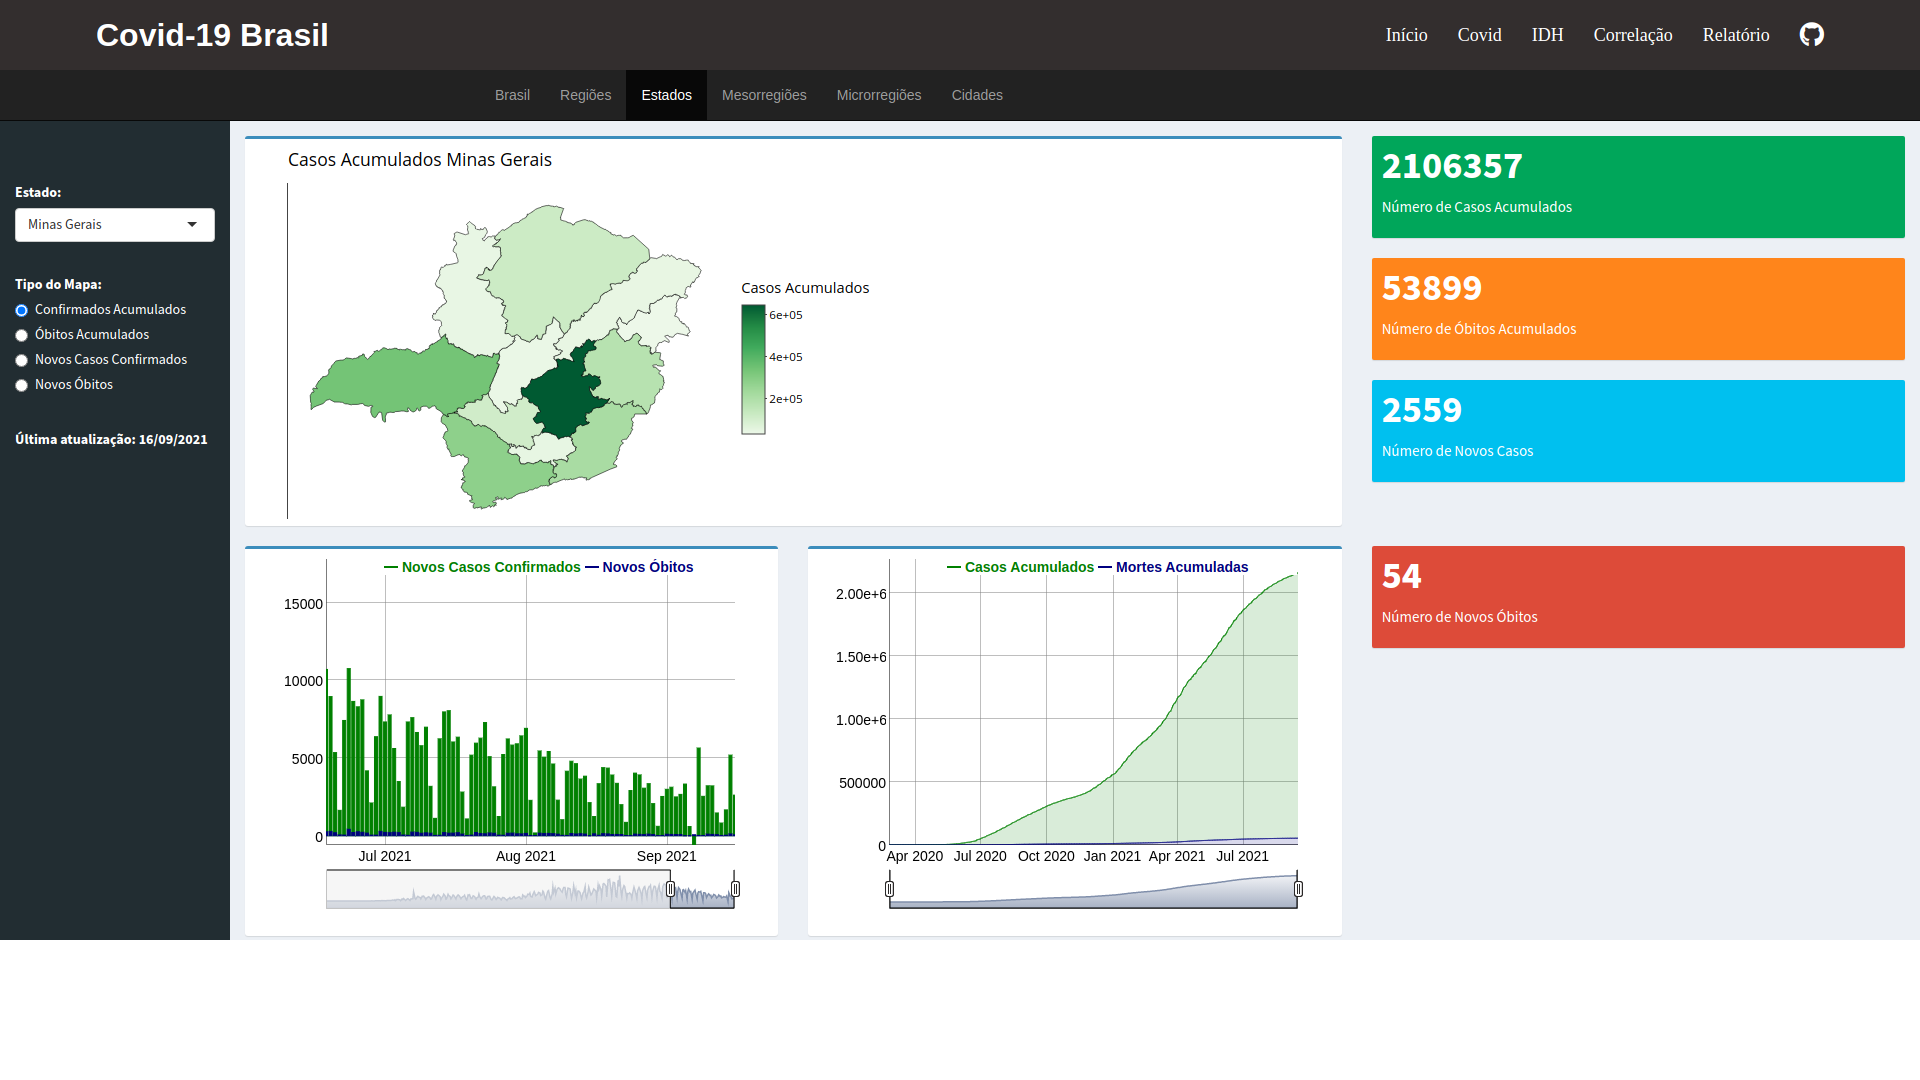 Covid-19 Brasil
Início Covid IDH Correlação Relatório
Brasil Regiões Estados Mesorregiões Microrregiões Cidades
Estado:
Minas Gerais
Tipo do Mapa:
Confirmados Acumulados
Óbitos Acumulados
Novos Casos Confirmados
Novos Óbitos
Última atualização: 16/09/2021
Casos Acumulados Minas Gerais
Casos Acumulados
6e+05
4e+05
2e+05
2106357
Número de Casos Acumulados
53899
Número de Óbitos Acumulados
2559
Número de Novos Casos
54
Número de Novos Óbitos
Novos Casos Confirmados Novos Óbitos
15000
10000
5000
0
Jul 2021 Aug 2021 Sep 2021
Casos Acumulados Mortes Acumuladas
2.00e+6
1.50e+6
1.00e+6
500000
0
Apr 2020 Jul 2020 Oct 2020 Jan 2021 Apr 2021 Jul 2021